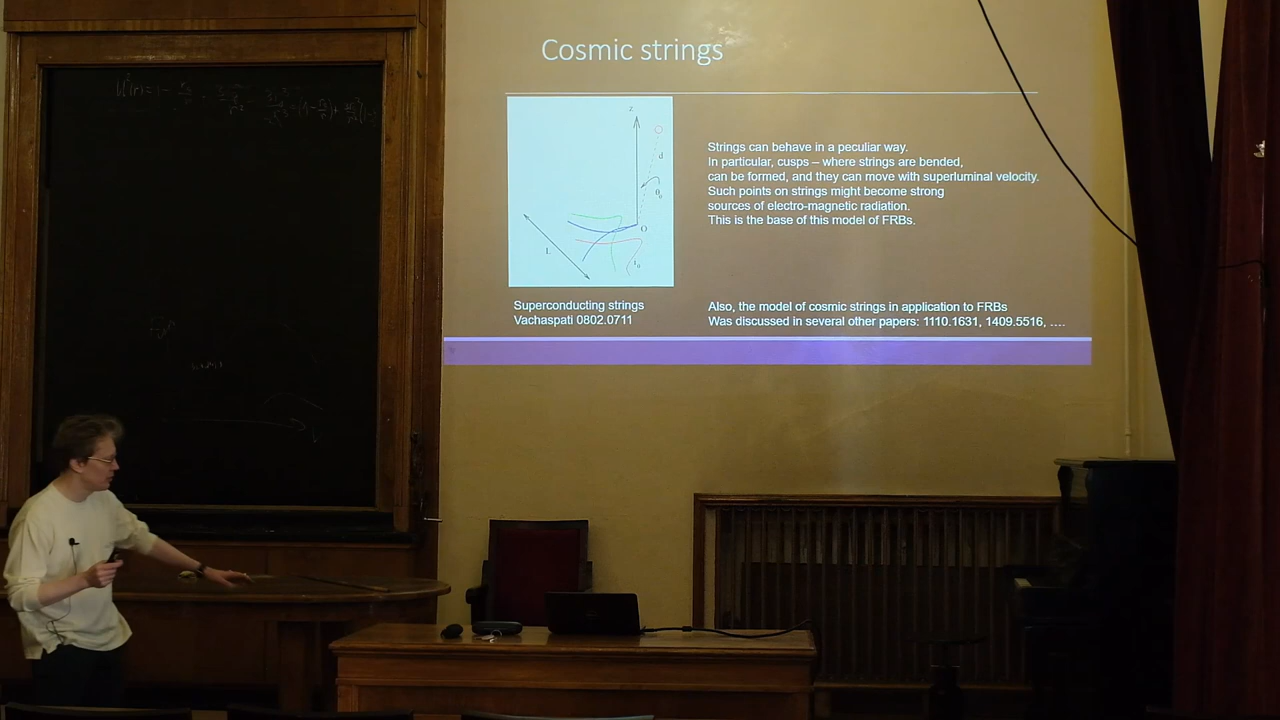 Cosmic strings
z
d
θ₀
O
L
Strings can behave in a peculiar way.
In particular, cusps – where strings are bended,
can be formed, and they can move with superluminal velocity.
Such points on strings might become strong
sources of electro-magnetic radiation.
This is the base of this model of FRBs.
Superconducting strings
Vachaspati 0802.0711
Also, the model of cosmic strings in application to FRBs
Was discussed in several other papers: 1110.1631, 1409.5516, ....